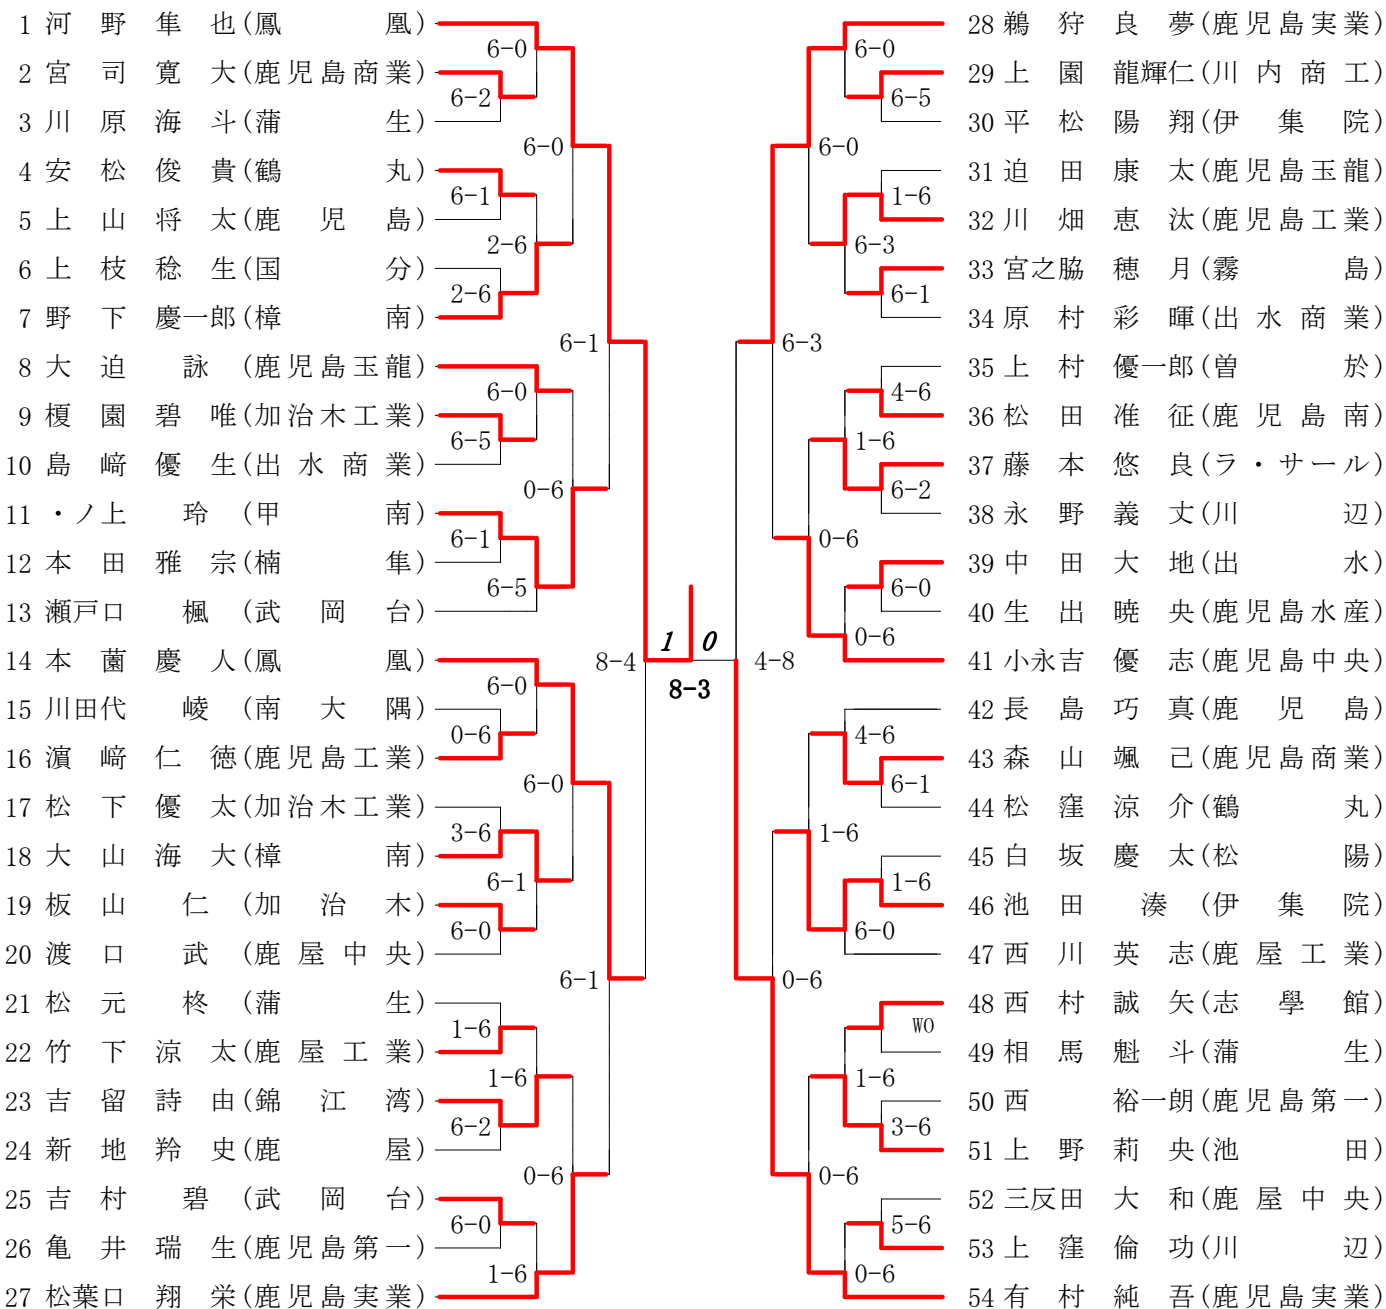 1 河野隼也(鳳凰)
6-0
2 宮司寛大(鹿児島商業)
6-2
3 川原海斗(蒲生)
6-0
4 安松俊貴(鶴丸)
6-1
5 上山将太(鹿児島)
2-6
6 上枝稔生(国分)
2-6
7 野下慶一郎(樟南)
6-1
8 大迫詠(鹿児島玉龍)
6-0
9 榎園碧唯(加治木工業)
6-5
10 島﨑優生(出水商業)
0-6
11 ・ノ上玲(甲南)
6-1
12 本田雅宗(楠隼)
6-5
13 瀬戸口楓(武岡台)
8-4
14 本薗慶人(鳳凰)
6-0
15 川田代崚(南大隅)
0-6
16 濵﨑仁徳(鹿児島工業)
6-0
17 松下優太(加治木工業)
3-6
18 大山海大(樟南)
6-1
19 板山仁(加治木)
6-0
20 渡口武(鹿屋中央)
6-1
21 松元柊(蒲生)
1-6
22 竹下涼太(鹿屋工業)
1-6
23 吉留詩由(錦江湾)
6-2
24 新地羚史(鹿屋)
0-6
25 吉村碧(武岡台)
6-0
26 亀井瑞生(鹿児島第一)
1-6
27 松葉口翔栄(鹿児島実業)
1 0
8-3
28 鵜狩良夢(鹿児島実業)
6-0
29 上園龍輝仁(川内商工)
6-5
30 平松陽翔(伊集院)
6-0
31 迫田康太(鹿児島玉龍)
1-6
32 川畑恵汰(鹿児島工業)
6-3
33 宮之脇穂月(霧島)
6-1
34 原村彩暉(出水商業)
6-3
35 上村優一郎(曽於)
4-6
36 松田准征(鹿児島南)
1-6
37 藤本悠良(ラ・サール)
6-2
38 永野義丈(川辺)
0-6
39 中田大地(出水)
6-0
40 生出暁央(鹿児島水産)
0-6
41 小永吉優志(鹿児島中央)
4-8
42 長島巧真(鹿児島)
4-6
43 森山颯己(鹿児島商業)
6-1
44 松窪涼介(鶴丸)
1-6
45 白坂慶太(松陽)
1-6
46 池田湊(伊集院)
6-0
47 西川英志(鹿屋工業)
0-6
48 西村誠矢(志學館)
WO
49 相馬魁斗(蒲生)
1-6
50 西裕一朗(鹿児島第一)
3-6
51 上野莉央(池田)
0-6
52 三反田大和(鹿屋中央)
5-6
53 上窪倫功(川辺)
0-6
54 有村純吾(鹿児島実業)